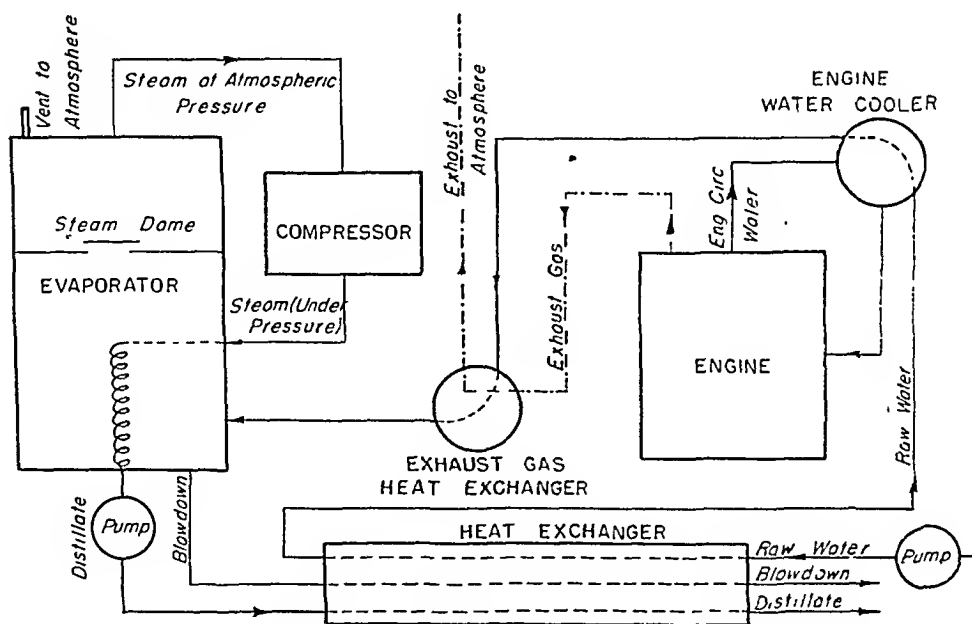 Vent to
Atmosphere
Steam at Atmospheric
Pressure
Steam Dome
EVAPORATOR
COMPRESSOR
Steam(Under
Pressure)
Exhaust to
Atmosphere
Exhaust Gas
Eng Circ
Water
ENGINE
WATER COOLER
ENGINE
Raw Water
EXHAUST GAS
HEAT EXCHANGER
Distillate
Pump
Blowdown
HEAT EXCHANGER
Raw Water
Blowdown
Distillate
Pump